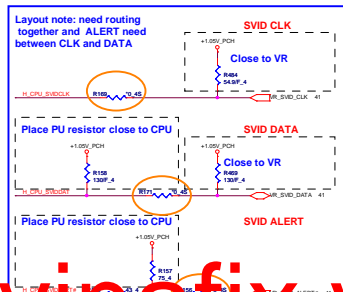 Layout note: need routing
together and ALERT need
between CLK and DATA
SVID CLK
+1.05V_PCH
Close to VR
R484
54.9/F_4
H_CPU_SVIDCLK
R169
*0_4S
VR_SVID_CLK 41
Place PU resistor close to CPU
SVID DATA
+1.05V_PCH
+1.05V_PCH
Close to VR
R158
130/F_4
R469
130/F_4
H_CPU_SVIDDAT
R171
*0_4S
VR_SVID_DATA 41
Place PU resistor close to CPU
SVID ALERT
+1.05V_PCH
R157
75_4